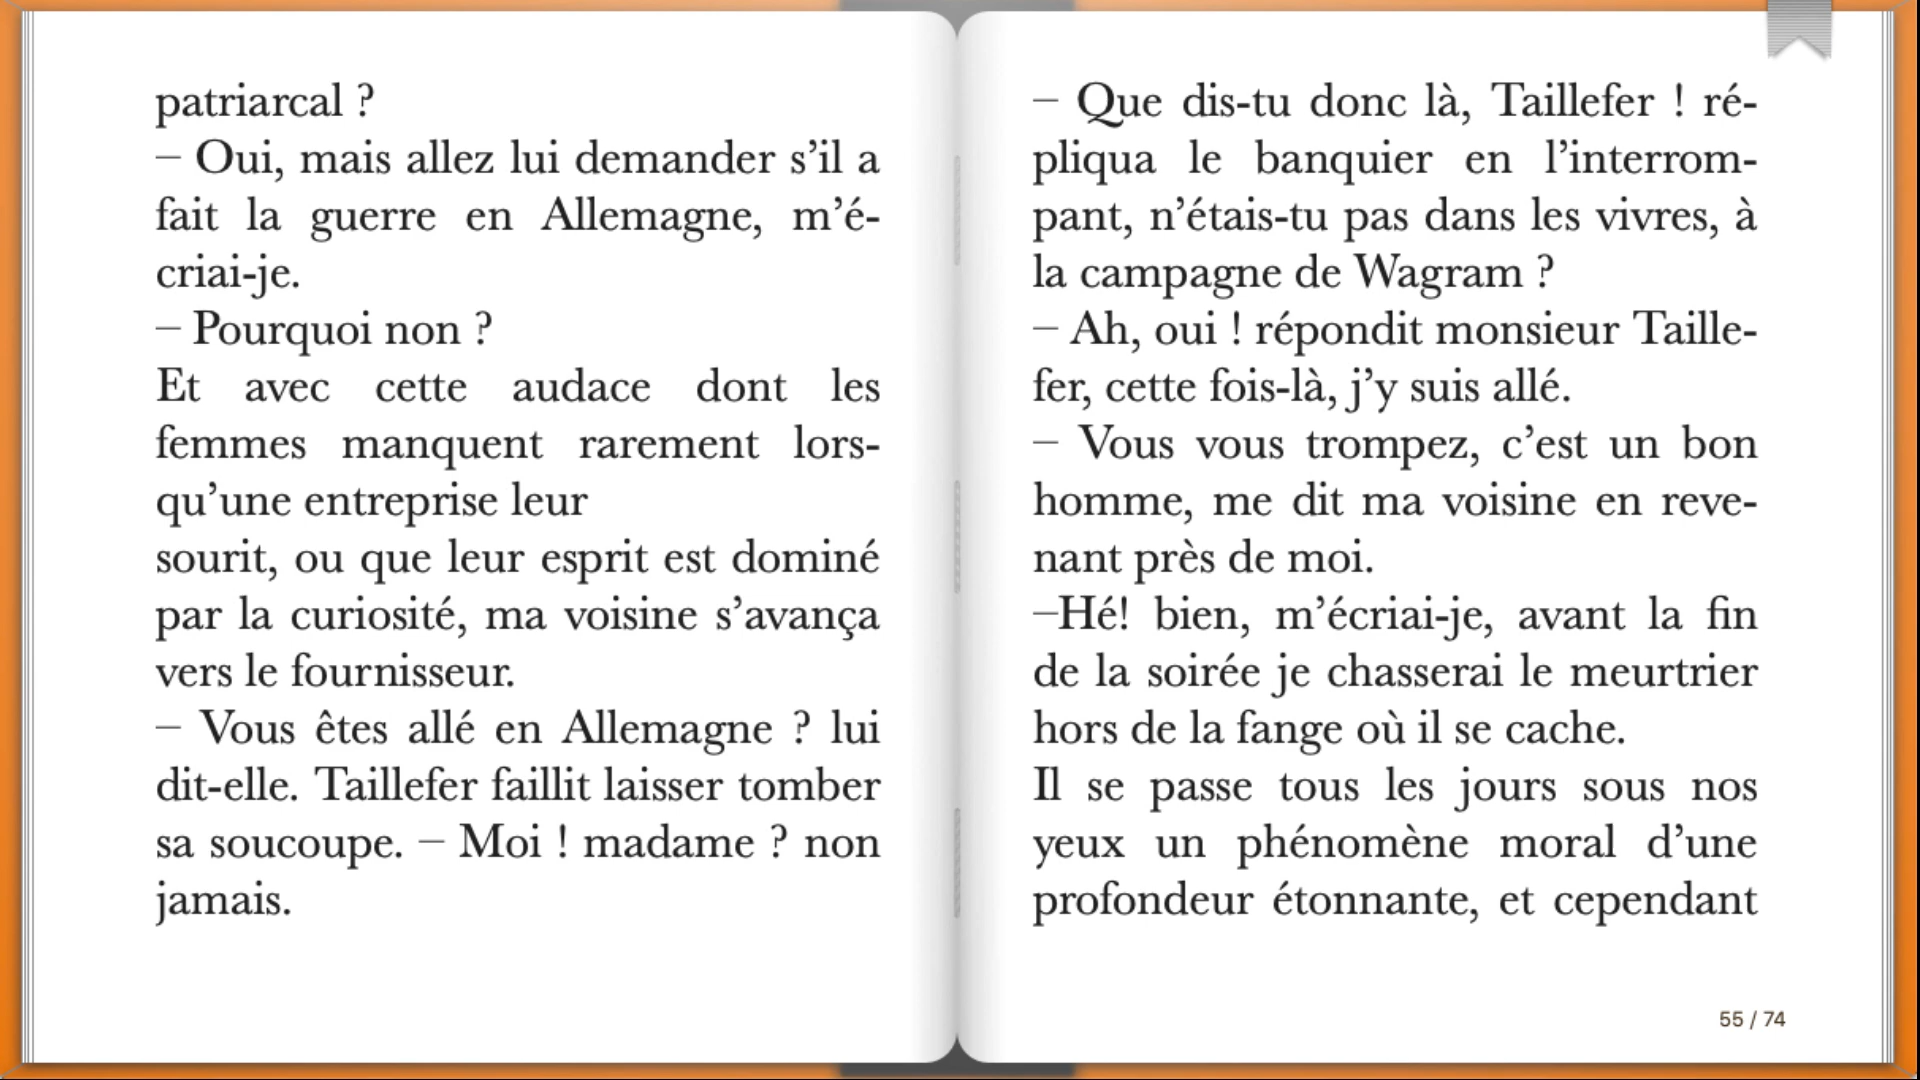 patriarcal ?
– Oui, mais allez lui demander s’il a
fait la guerre en Allemagne, m’é-
criai-je.
– Pourquoi non ?
Et avec cette audace dont les
femmes manquent rarement lors-
qu’une entreprise leur
sourit, ou que leur esprit est dominé
par la curiosité, ma voisine s’avança
vers le fournisseur.
– Vous êtes allé en Allemagne ? lui
dit-elle. Taillefer faillit laisser tomber
sa soucoupe. – Moi ! madame ? non
jamais.
– Que dis-tu donc là, Taillefer ! ré-
pliqua le banquier en l’interrom-
pant, n’étais-tu pas dans les vivres, à
la campagne de Wagram ?
– Ah, oui ! répondit monsieur Taille-
fer, cette fois-là, j’y suis allé.
– Vous vous trompez, c’est un bon
homme, me dit ma voisine en reve-
nant près de moi.
–Hé! bien, m’écriai-je, avant la fin
de la soirée je chasserai le meurtrier
hors de la fange où il se cache.
Il se passe tous les jours sous nos
yeux un phénomène moral d’une
profondeur étonnante, et cependant
55 / 74